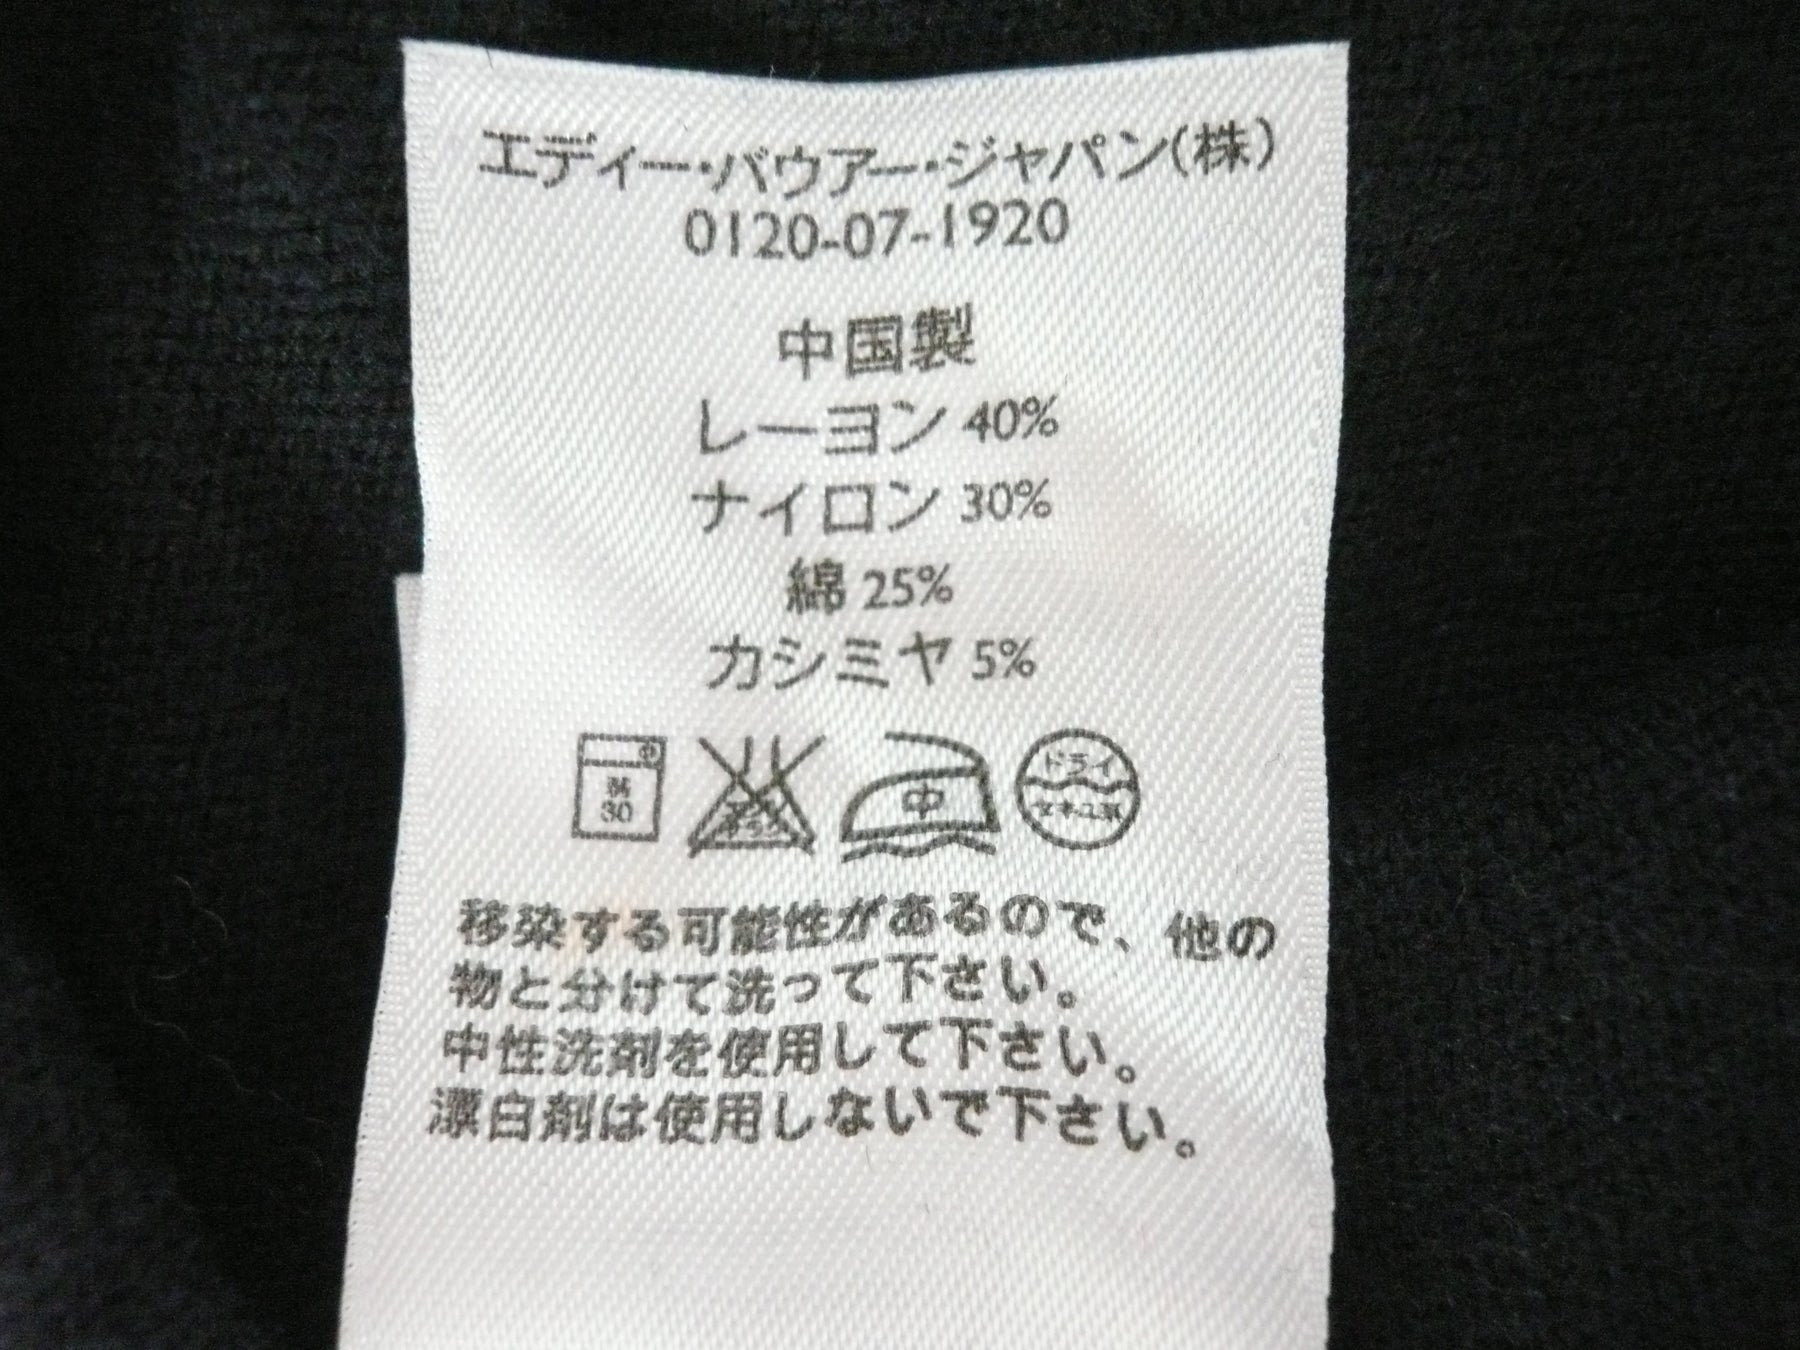 エディー・バウアー・ジャパン(株)
0120-07-1920
中国製
レーヨン 40%
ナイロン 30%
綿 25%
カシミヤ 5%
中
弱
30
中
ドライ
移染する可能性があるので、他の
物と分けて洗って下さい。
中性洗剤を使用して下さい。
漂白剤は使用しないで下さい。